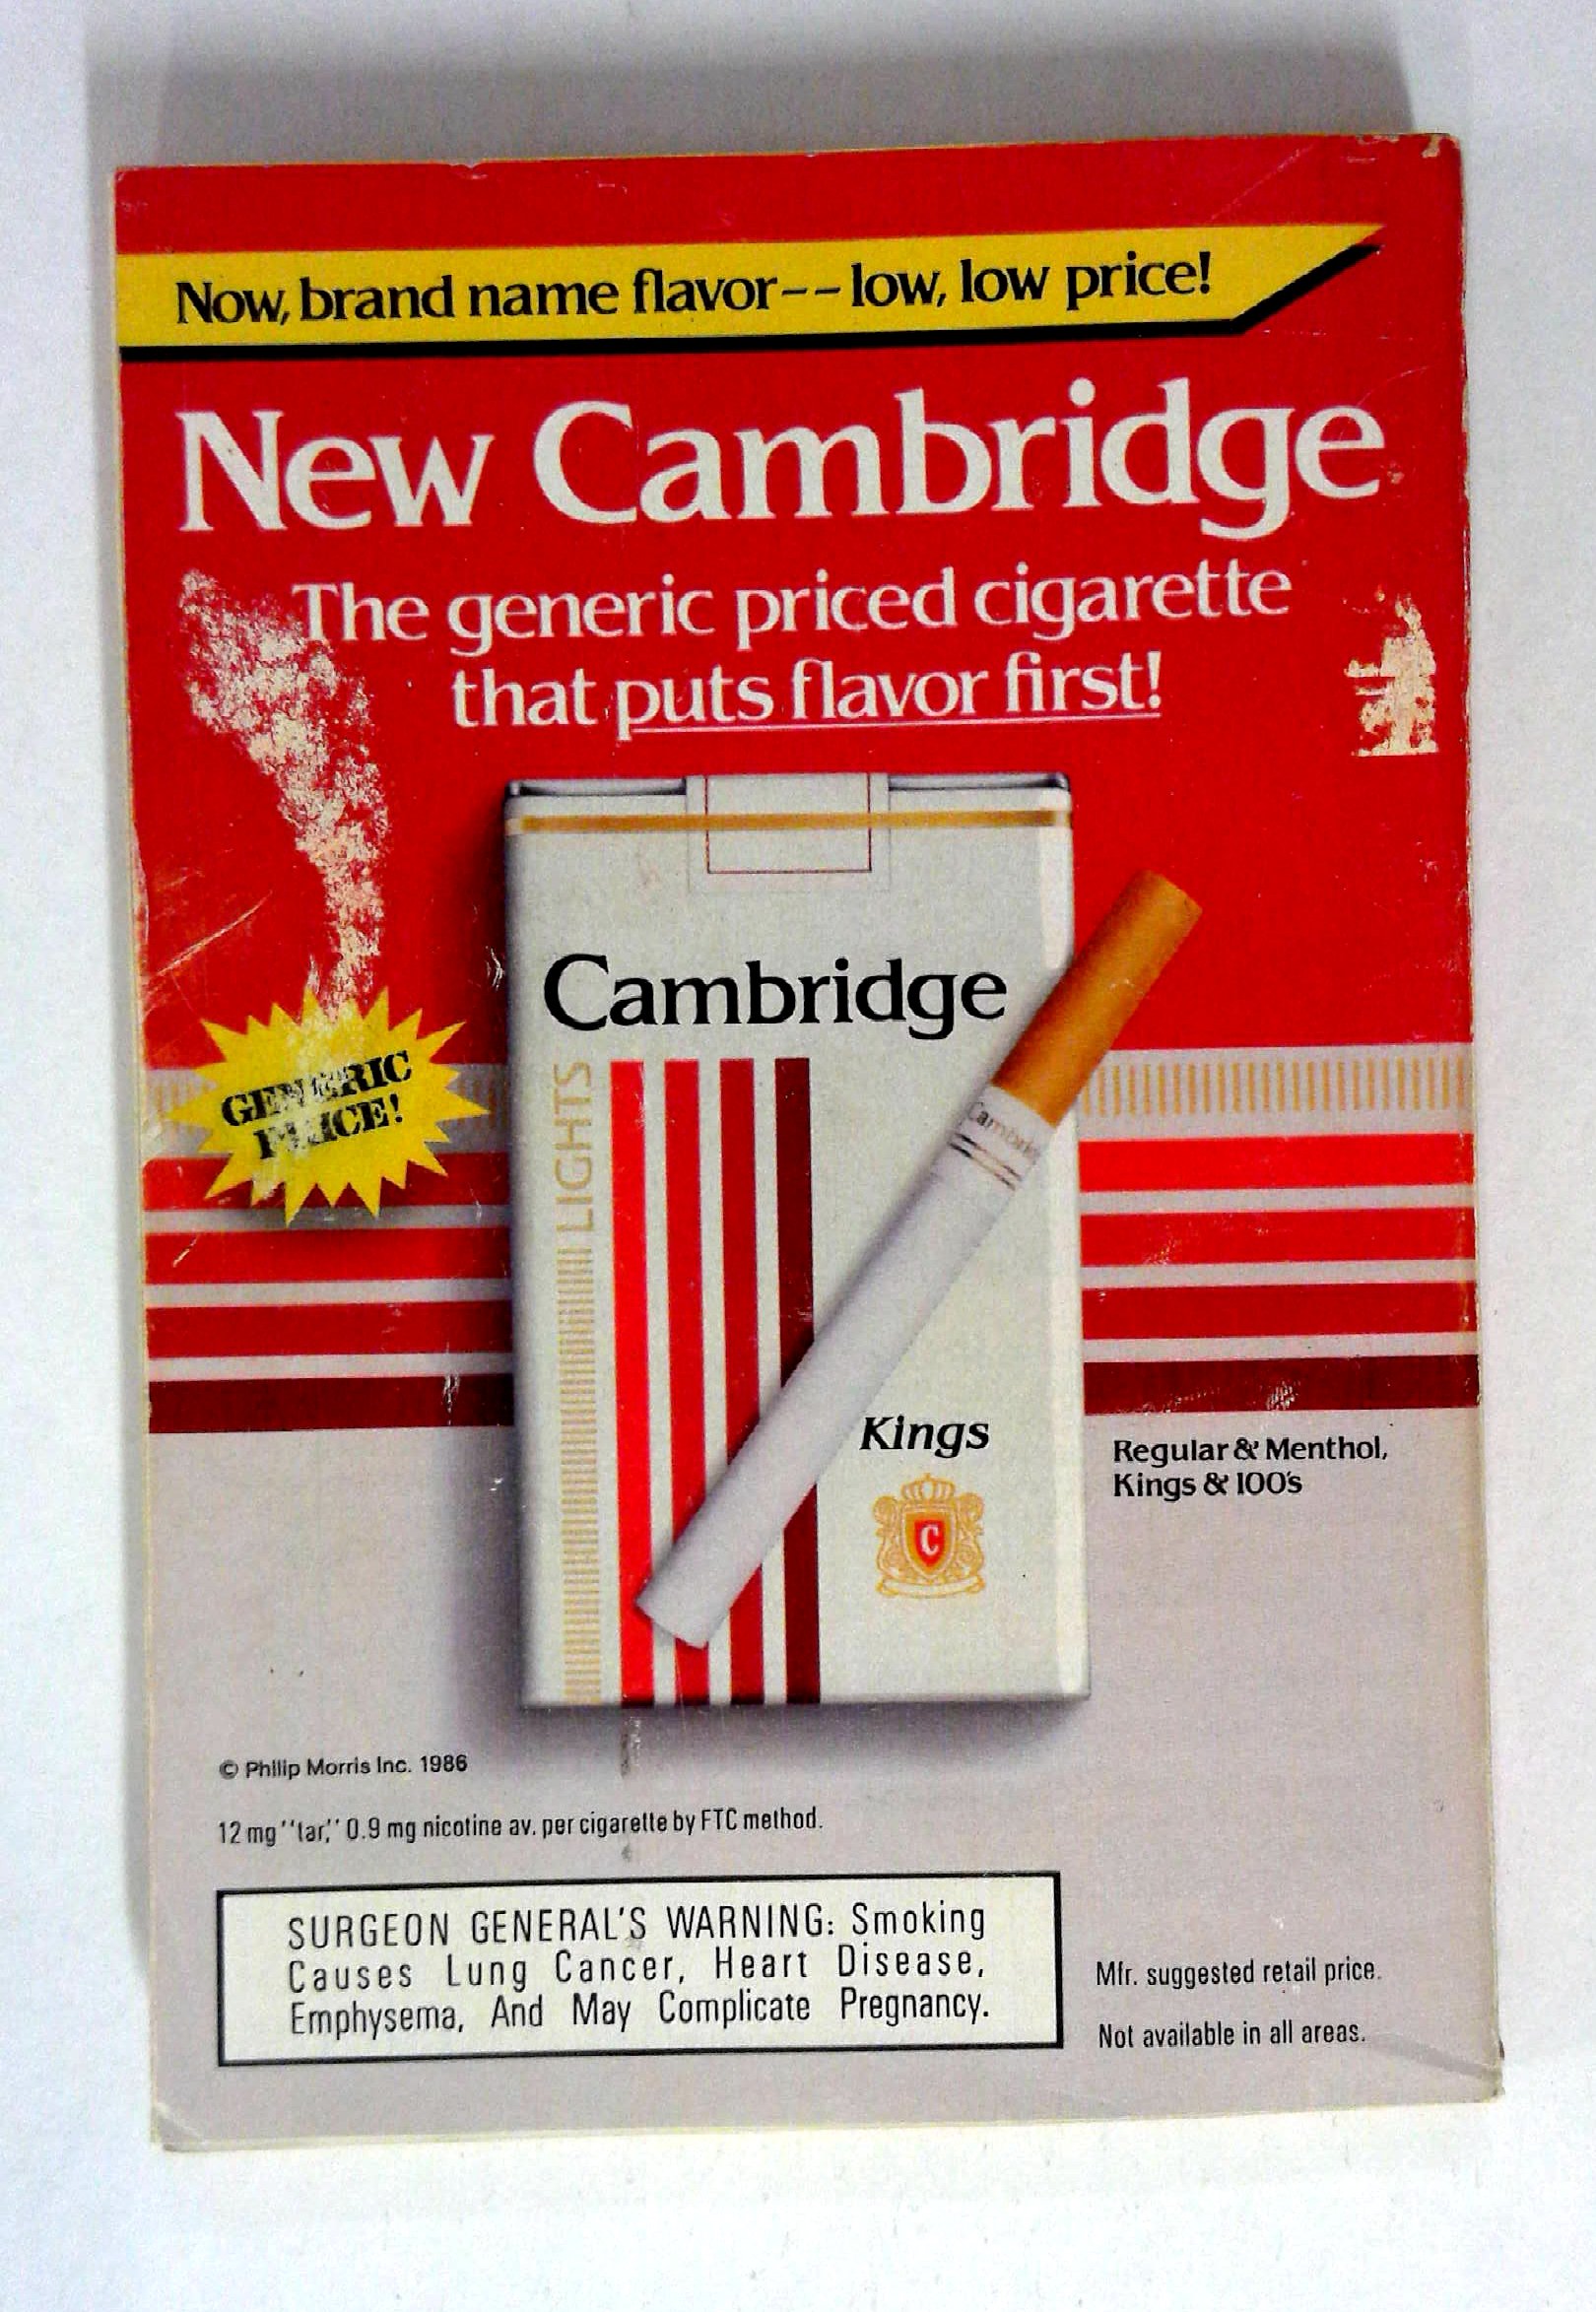 Now, brand name flavor--low, low price!
New Cambridge
The generic priced cigarette
that puts flavor first!
GENERIC
PRICE!
Cambridge
LIGHTS
Cambri
Kings
C
Regular & Menthol,
Kings & 100's
© Philip Morris Inc. 1986
12 mg "tar," 0.9 mg nicotine av. per cigarette by FTC method.
SURGEON GENERAL'S WARNING: Smoking
Causes Lung Cancer, Heart Disease,
Emphysema, And May Complicate Pregnancy.
Mfr. suggested retail price.
Not available in all areas.